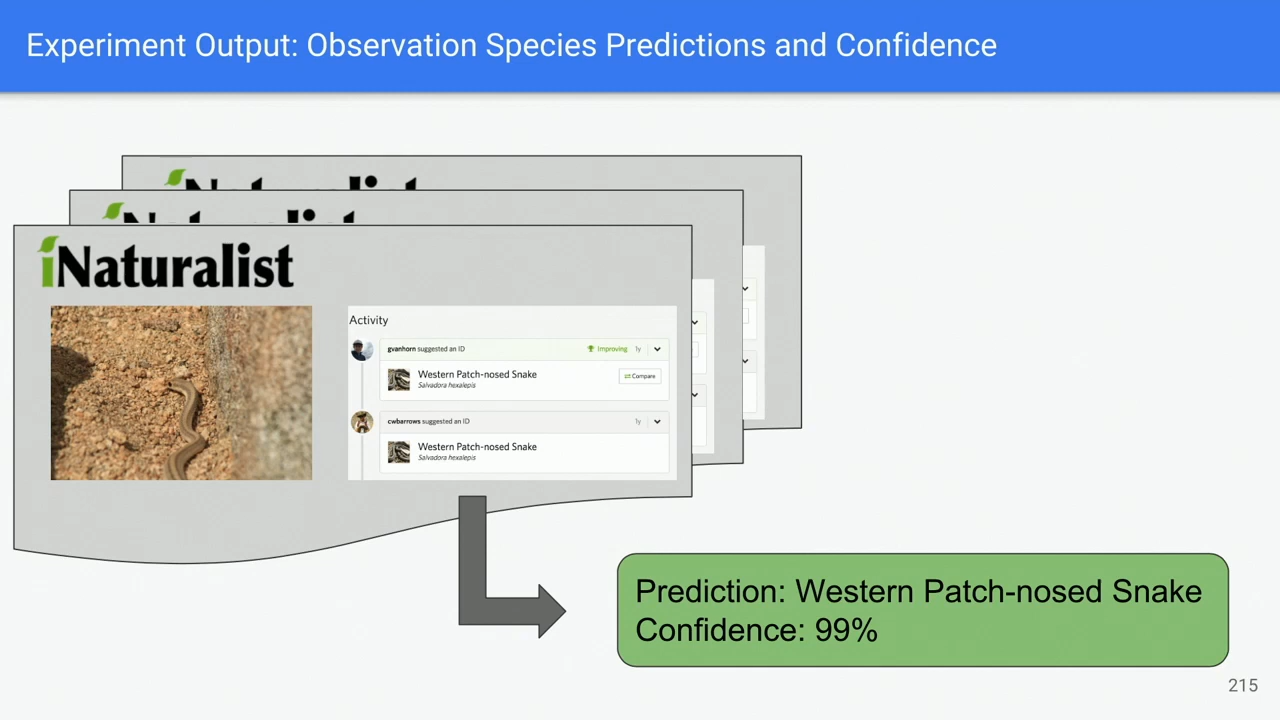 Experiment Output: Observation Species Predictions and Confidence
iNaturalist
iNaturalist
iNaturalist
Activity
gvanhorn suggested an ID Improving 1y
Western Patch-nosed Snake Compare
Salvadora hexalepis
cwbarrows suggested an ID 1y
Western Patch-nosed Snake
Salvadora hexalepis
Prediction: Western Patch-nosed Snake
Confidence: 99%
215